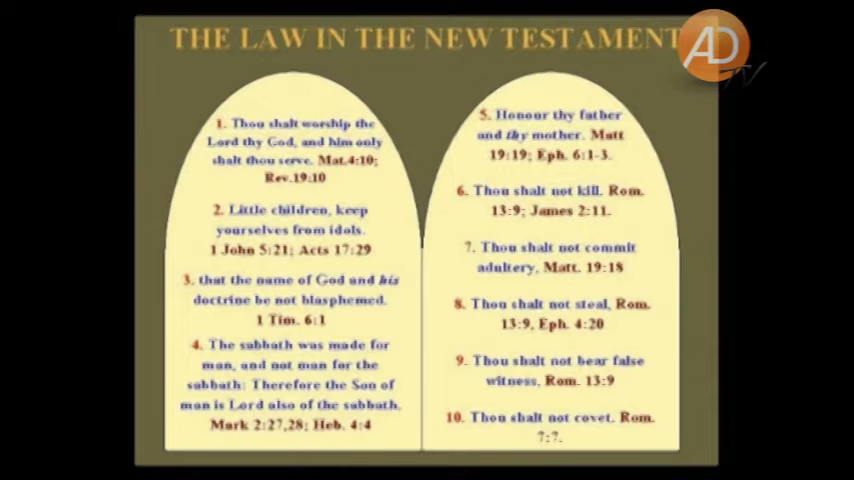 THE LAW IN THE NEW TESTAMENT
AD
TV
1. Thou shalt worship the
Lord thy God, and him only
shalt thou serve. Mat.4:10;
Rev.19:10
2. Little children, keep
yourselves from idols.
1 John 5:21; Acts 17:29
3. that the name of God and his
doctrine be not blasphemed.
1 Tim. 6:1
4. The sabbath was made for
man, and not man for the
sabbath: Therefore the Son of
man is Lord also of the sabbath.
Mark 2:27,28; Heb. 4:4
5. Honour thy father
and thy mother. Matt
19:19; Eph. 6:1-3.
6. Thou shalt not kill. Rom.
13:9; James 2:11.
7. Thou shalt not commit
adultery, Matt. 19:18
8. Thou shalt not steal, Rom.
13:9, Eph. 4:20
9. Thou shalt not bear false
witness, Rom. 13:9
10. Thou shalt not covet. Rom.
7:7.